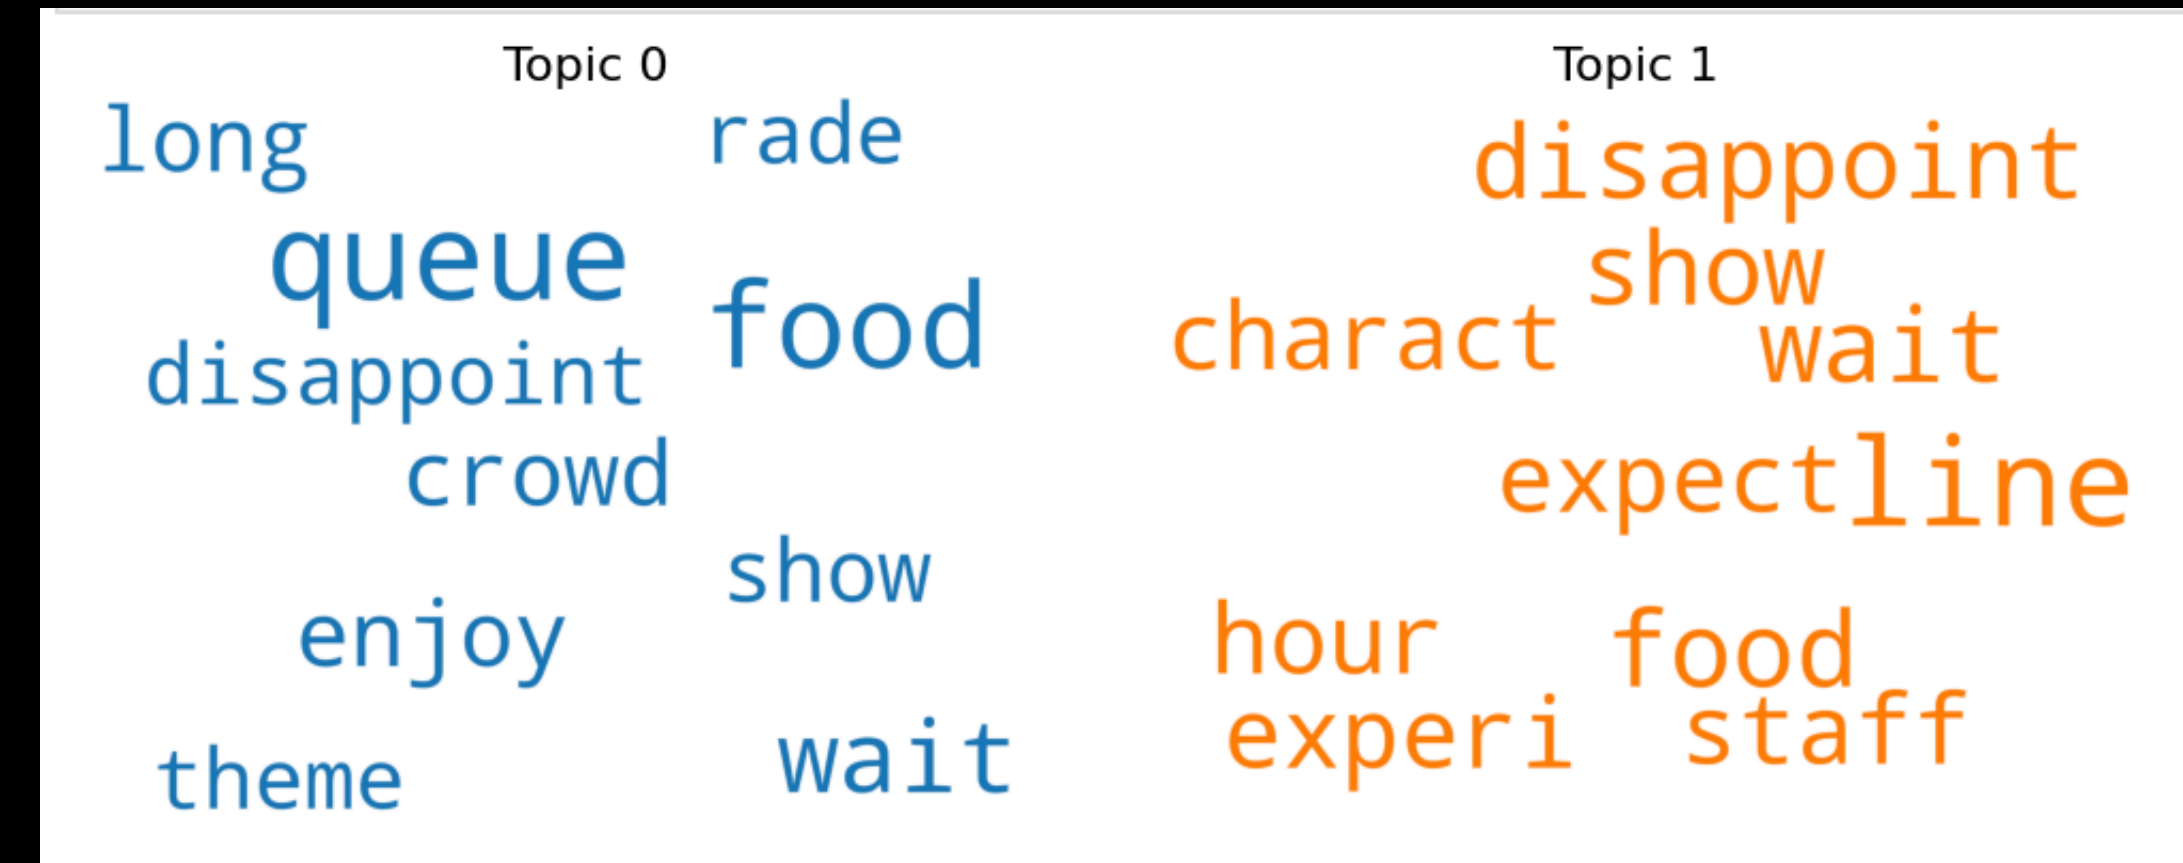 Topic 0
long
rade
queue
food
disappoint
crowd
show
enjoy
wait
theme
Topic 1
disappoint
show
charact
wait
expect
line
hour
food
experi
staff